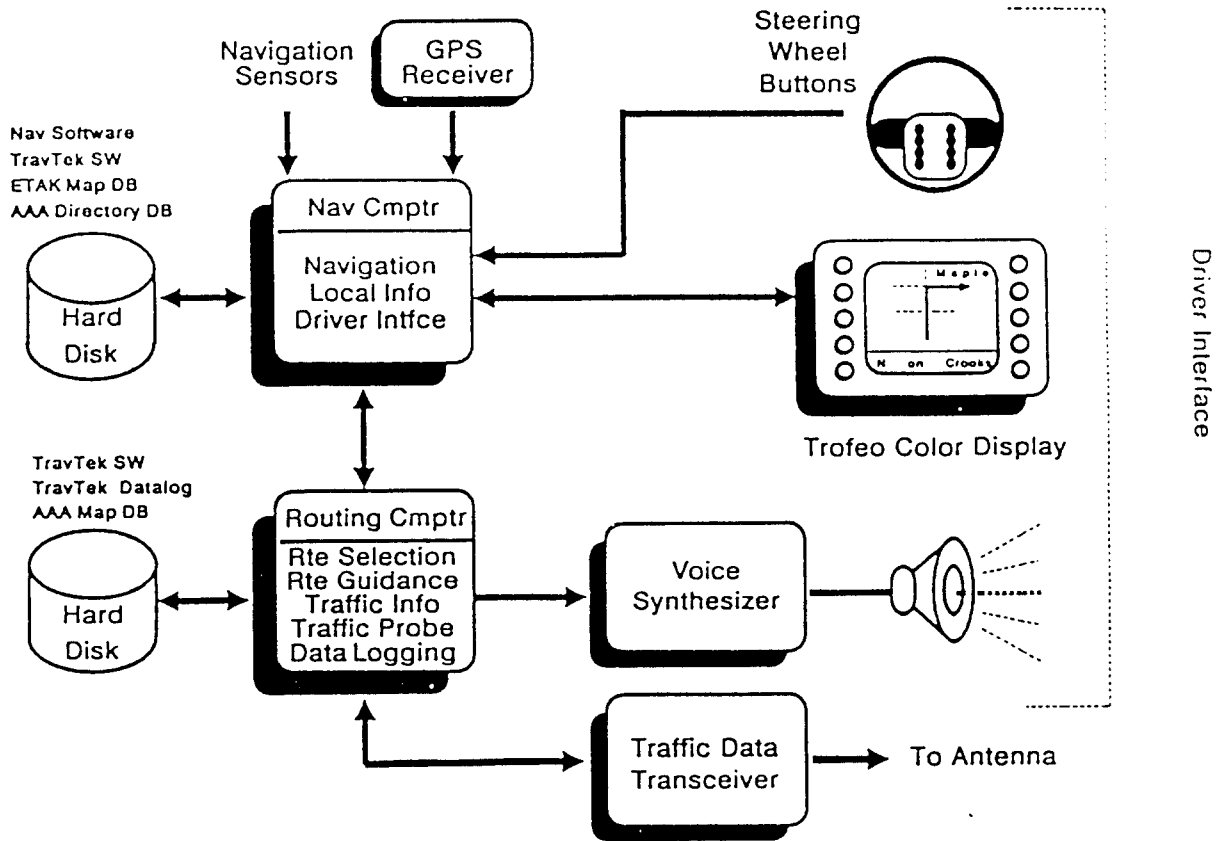 Navigation
Sensors
GPS
Receiver
Steering
Wheel
Buttons
Nav Software
TravTek SW
ETAK Map DB
AAA Directory DB
Hard
Disk
Nav Cmptr
Navigation
Local Info
Driver Intfce
Maple
N on Crooks
Trofeo Color Display
Driver Interface
TravTek SW
TravTek Datalog
AAA Map DB
Hard
Disk
Routing Cmptr
Rte Selection
Rte Guidance
Traffic Info
Traffic Probe
Data Logging
Voice
Synthesizer
Traffic Data
Transceiver
To Antenna